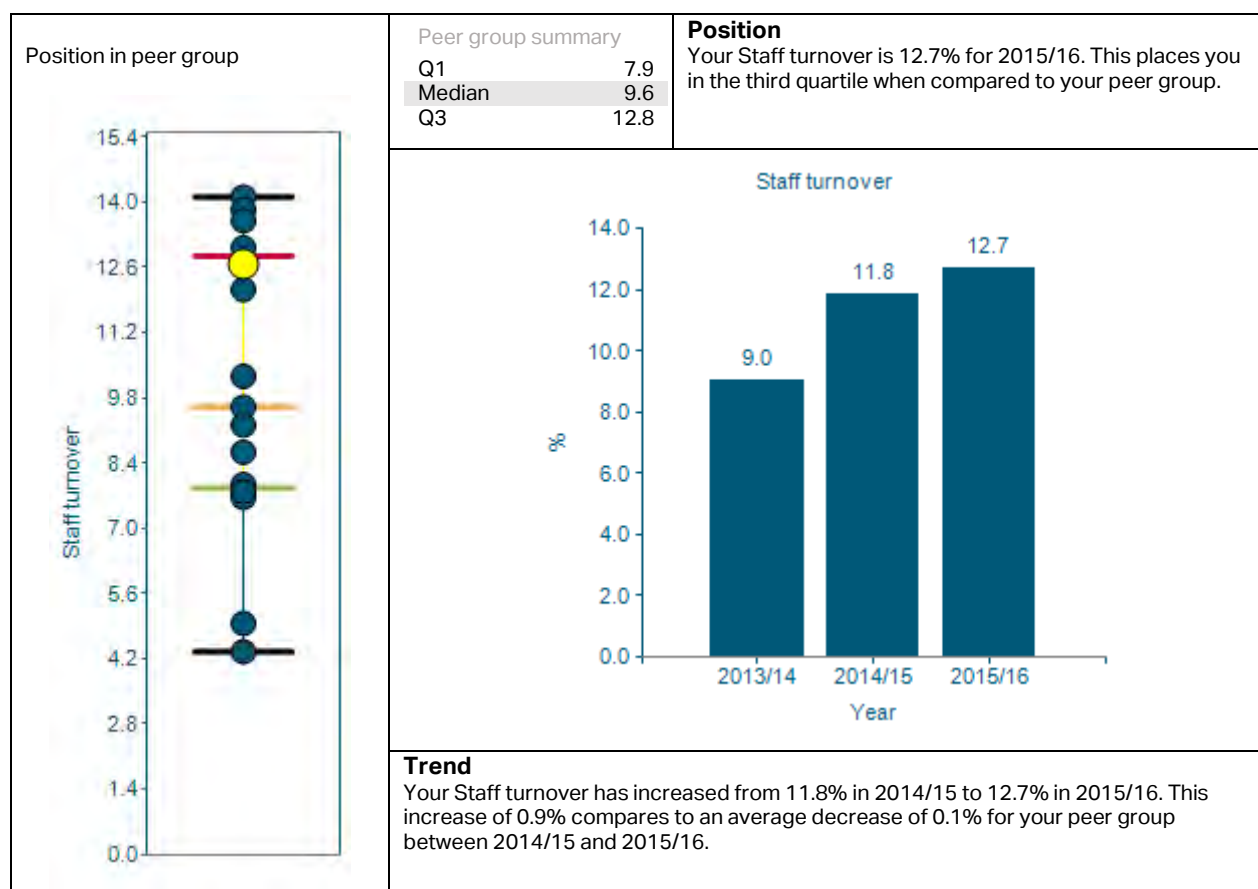 Position in peer group
15.4
14.0
12.6
11.2
9.8
8.4
7.0
5.6
4.2
2.8
1.4
0.0
Staff turnover
Peer group summary
Q1 7.9
Median 9.6
Q3 12.8
Position
Your Staff turnover is 12.7% for 2015/16. This places you
in the third quartile when compared to your peer group.
Staff turnover
14.0
12.0
10.0
8.0
6.0
4.0
2.0
0.0
%
9.0
11.8
12.7
2013/14 2014/15 2015/16
Year
Trend
Your Staff turnover has increased from 11.8% in 2014/15 to 12.7% in 2015/16. This
increase of 0.9% compares to an average decrease of 0.1% for your peer group
between 2014/15 and 2015/16.